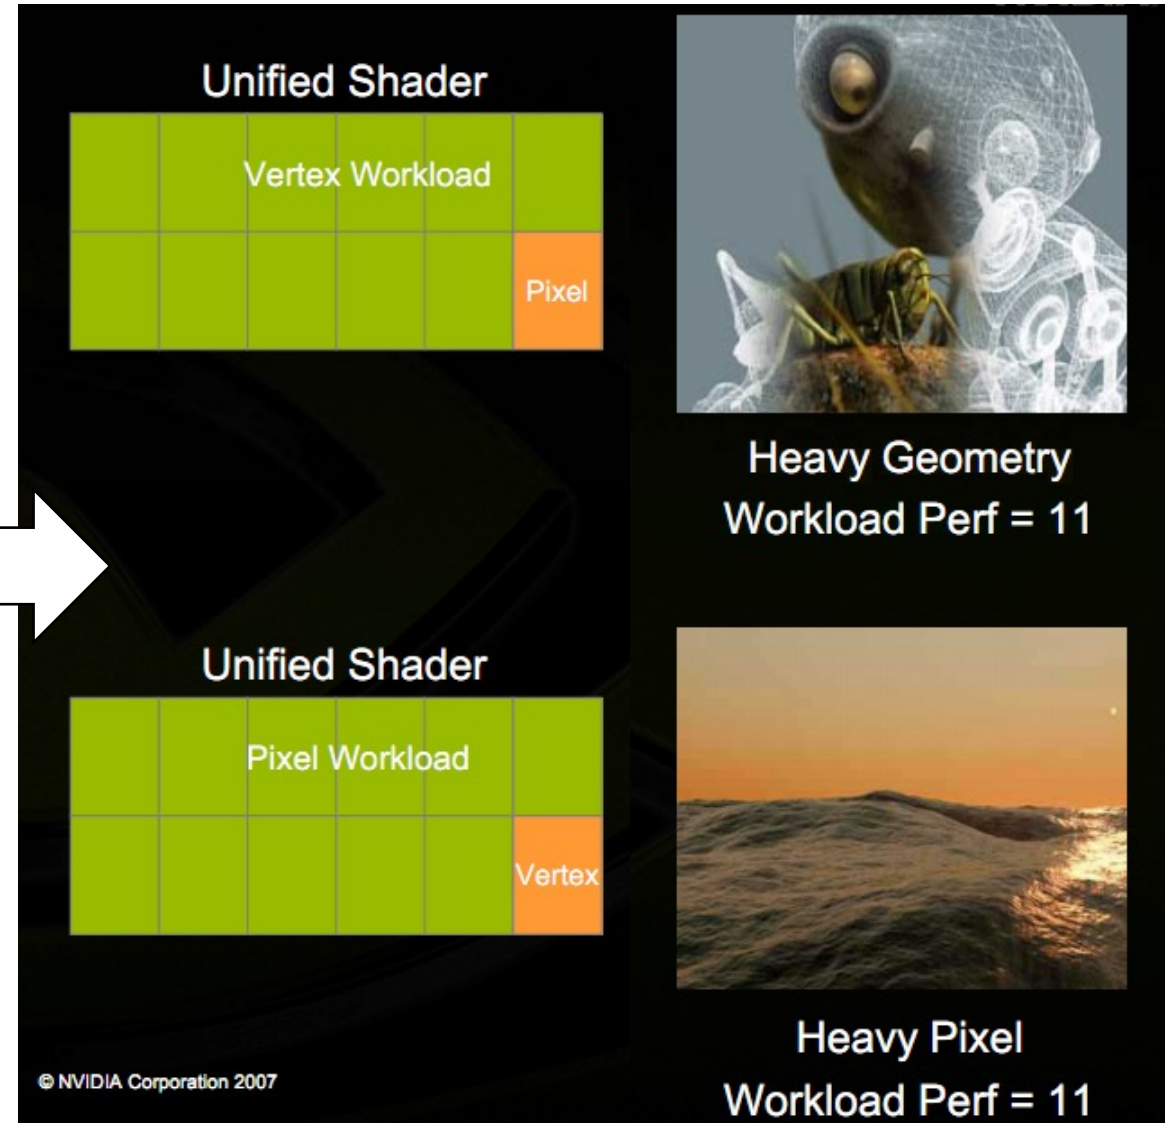 Unified Shader
Vertex Workload
Pixel
Heavy Geometry
Workload Perf = 11
Unified Shader
Pixel Workload
Vertex
Heavy Pixel
Workload Perf = 11
© NVIDIA Corporation 2007